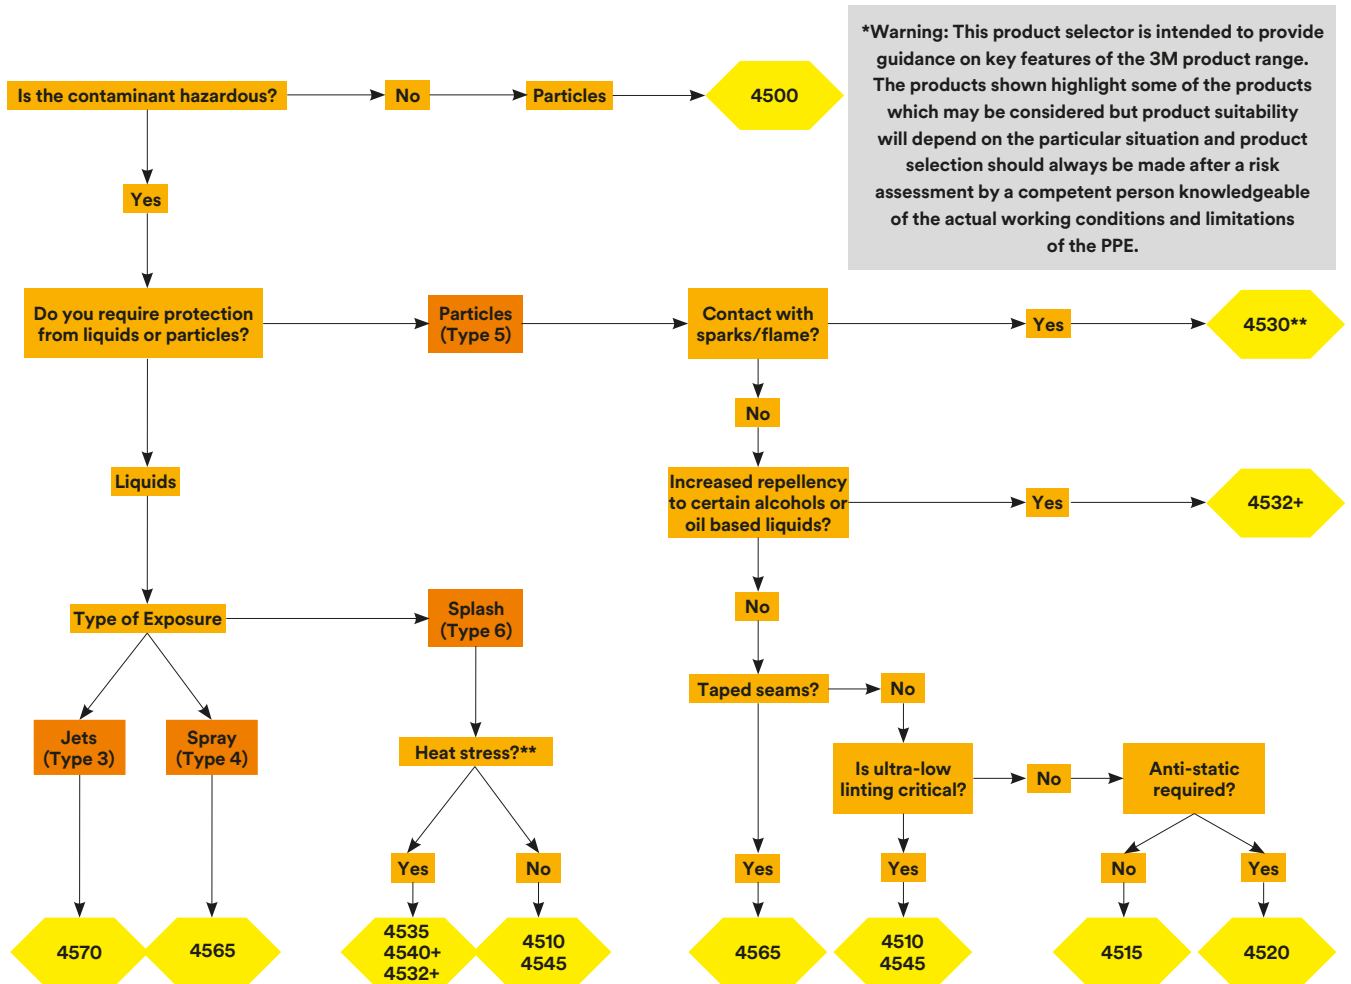 Is the contaminant hazardous?
No
Particles
4500
*Warning: This product selector is intended to provide
guidance on key features of the 3M product range.
The products shown highlight some of the products
which may be considered but product suitability
will depend on the particular situation and product
selection should always be made after a risk
assessment by a competent person knowledgeable
of the actual working conditions and limitations
of the PPE.
Yes
Do you require protection
from liquids or particles?
Particles
(Type 5)
Contact with
sparks/flame?
Yes
4530**
No
Liquids
Increased repellency
to certain alcohols or
oil based liquids?
Yes
4532+
No
Type of Exposure
Splash
(Type 6)
Taped seams?
No
Jets
(Type 3)
Spray
(Type 4)
Heat stress?**
Is ultra-low
linting critical?
No
Anti-static
required?
Yes
No
Yes
Yes
No
Yes
4570
4565
4535
4540+
4532+
4510
4545
4565
4510
4545
4515
4520